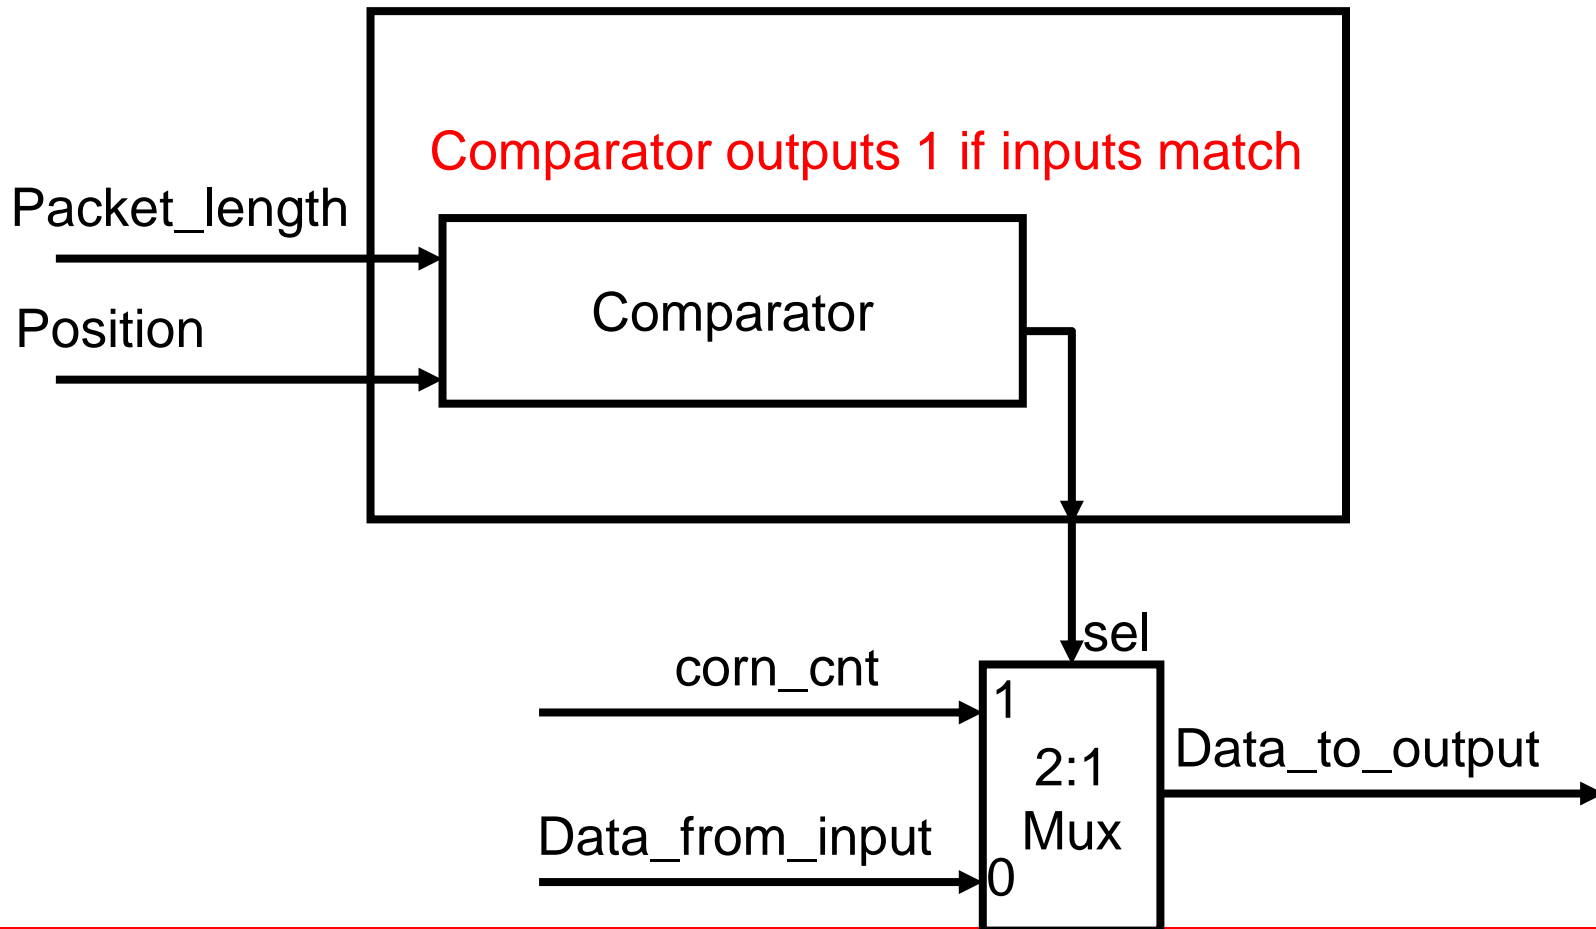 Comparator outputs 1 if inputs match
Packet_length
Comparator
Position
sel
corn_cnt
1
2:1
Mux
Data_to_output
Data_from_input
0